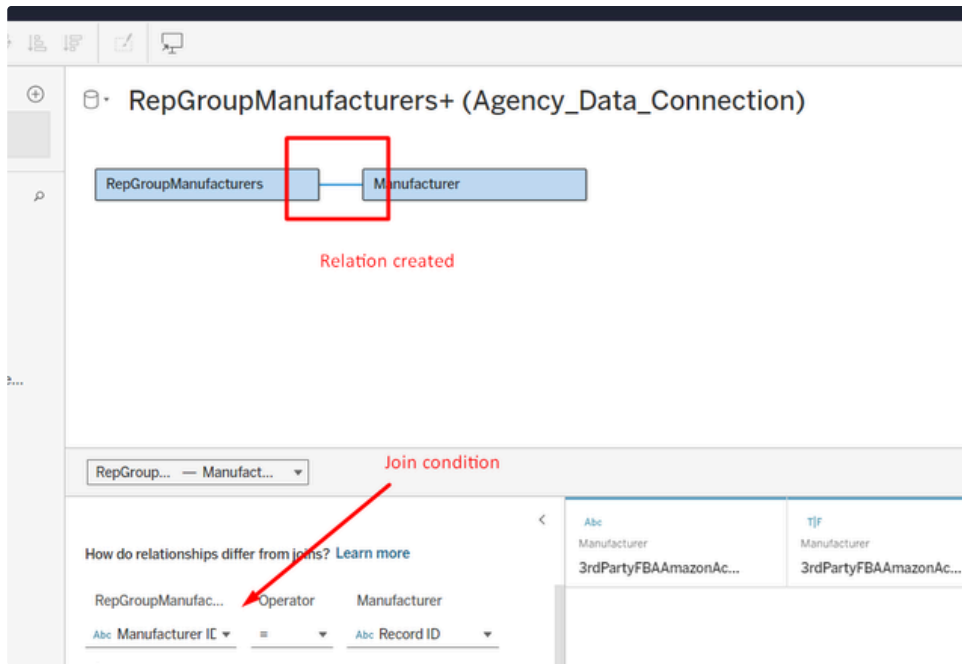 RepGroupManufacturers+ (Agency_Data_Connection)
RepGroupManufacturers
Manufacturer
Relation created
e...
RepGroup... — Manufact...
Join condition
How do relationships differ from joins? Learn more
RepGroupManufac... Operator Manufacturer
Abc Manufacturer ID = Abc Record ID
Abc
Manufacturer
3rdPartyFBAAmazonAc...
T|F
Manufacturer
3rdPartyFBAAmazonAc...